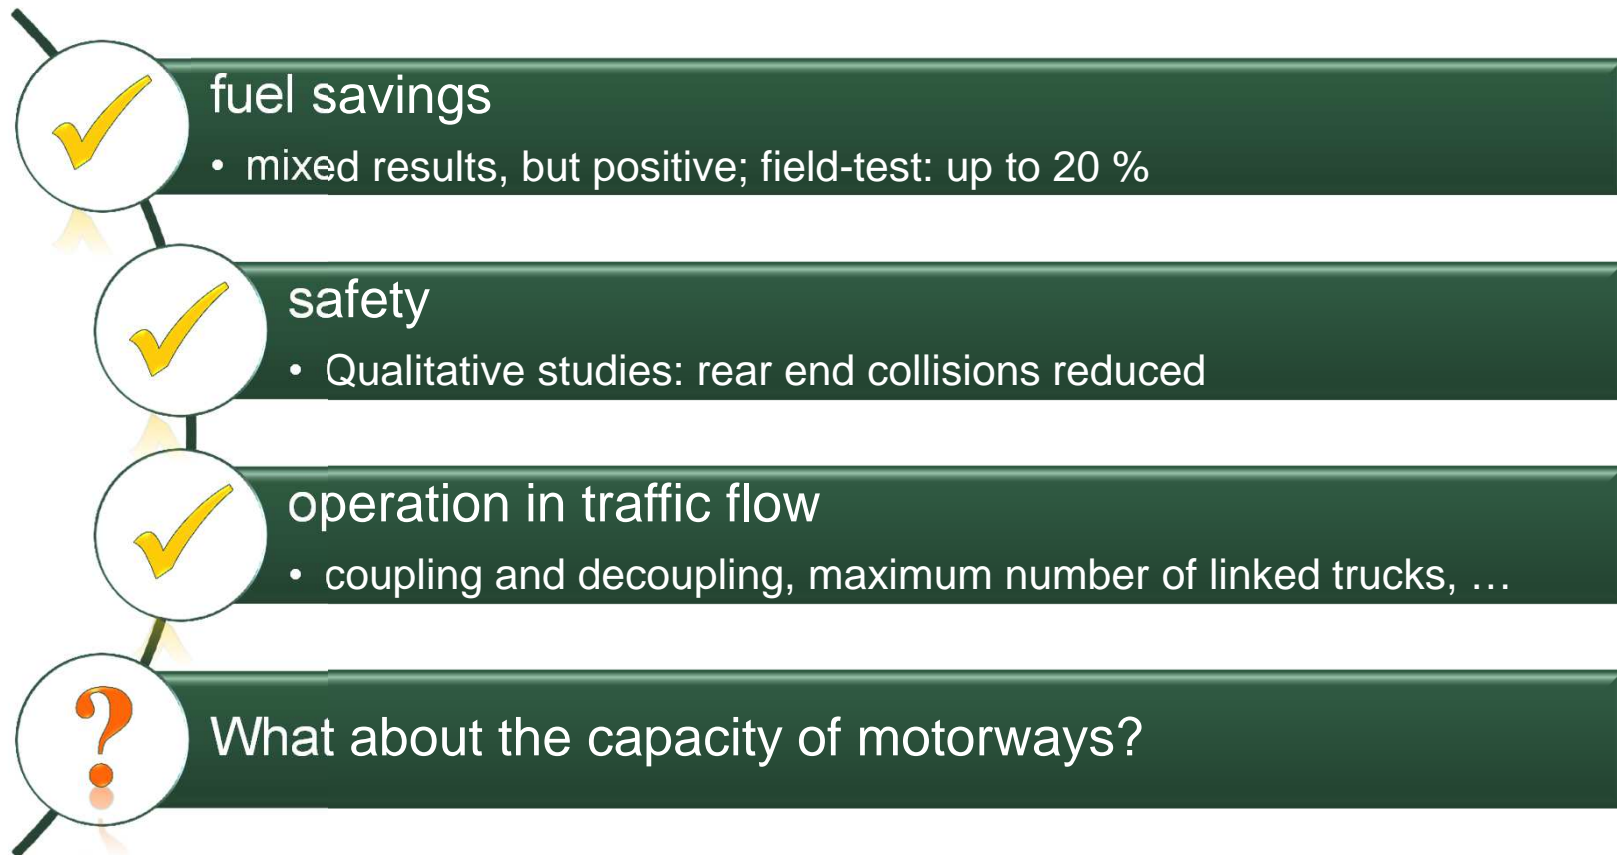 fuel savings
• mixed results, but positive; field-test: up to 20 %
safety
• Qualitative studies: rear end collisions reduced
operation in traffic flow
• coupling and decoupling, maximum number of linked trucks, …
? What about the capacity of motorways?